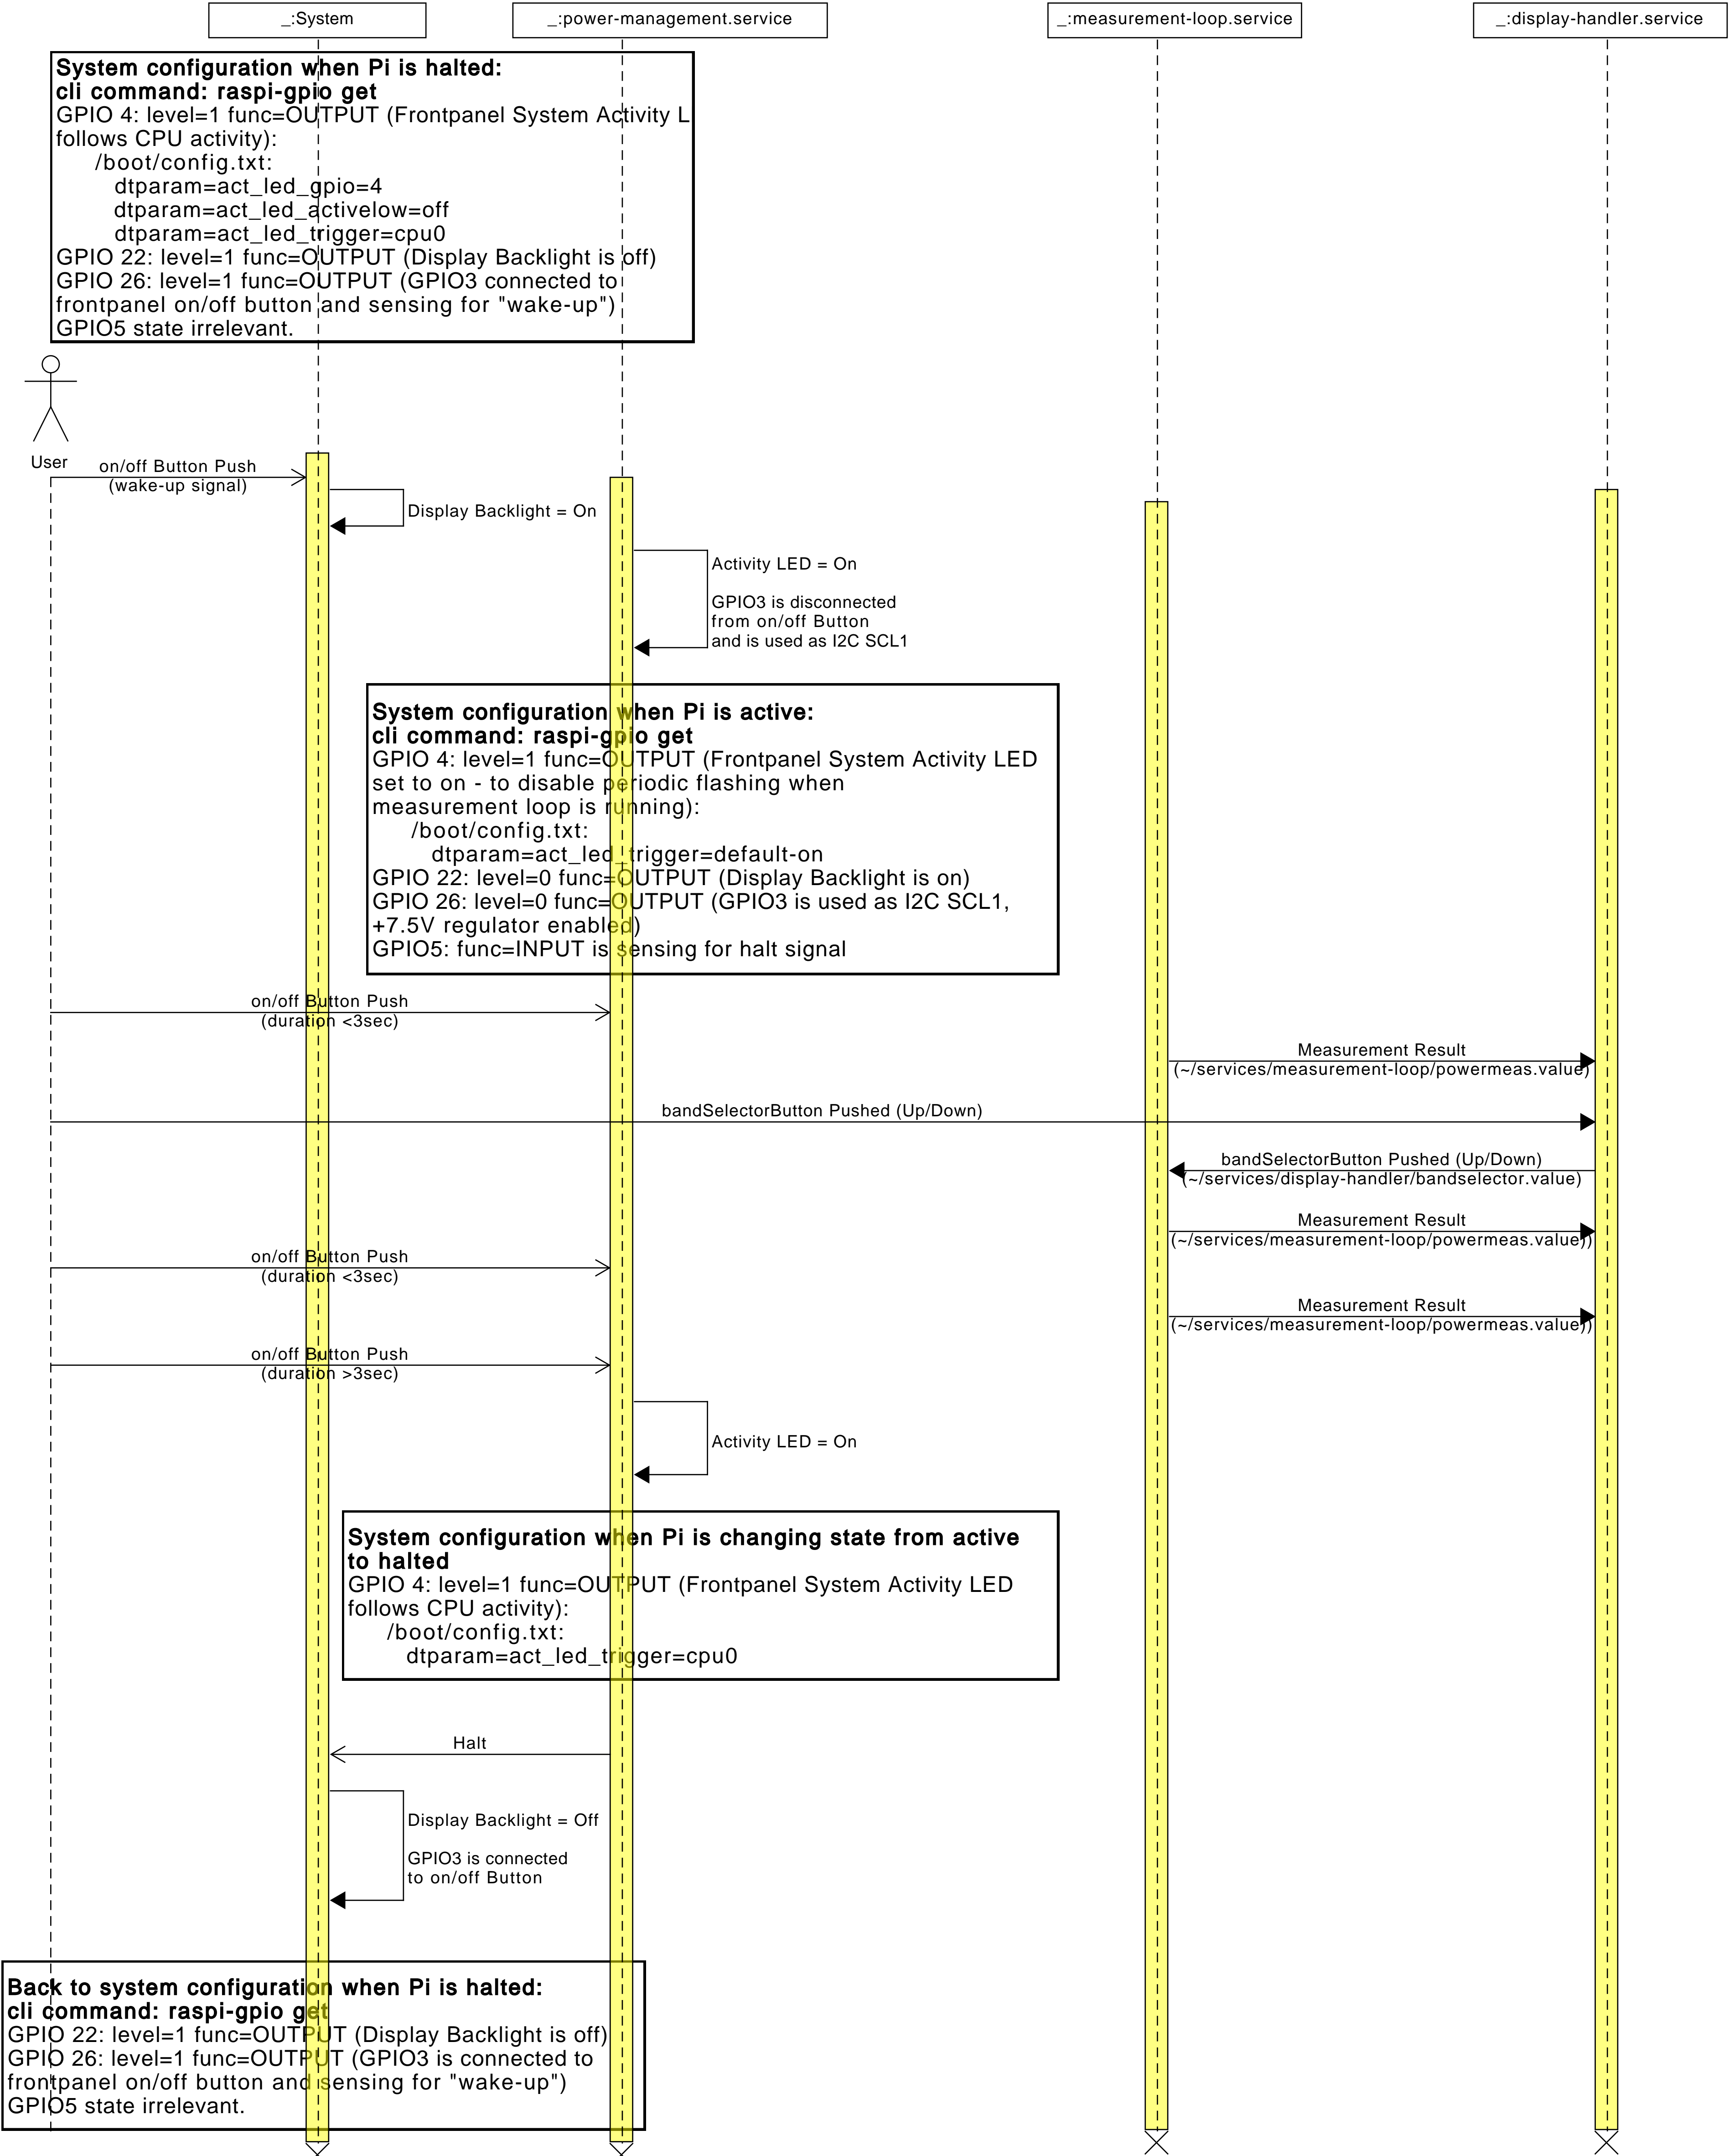 _:System
_:power-management.service
_:measurement-loop.service
_:display-handler.service
System configuration when Pi is halted:
cli command: raspi-gpio get
GPIO 4: level=1 func=OUTPUT (Frontpanel System Activity L
follows CPU activity):
/boot/config.txt:
dtparam=act_led_gpio=4
dtparam=act_led_activelow=off
dtparam=act_led_trigger=cpu0
GPIO 22: level=1 func=OUTPUT (Display Backlight is off)
GPIO 26: level=1 func=OUTPUT (GPIO3 connected to
frontpanel on/off button and sensing for "wake-up")
GPIO5 state irrelevant.
User
on/off Button Push
(wake-up signal)
Display Backlight = On
Activity LED = On
GPIO3 is disconnected
from on/off Button
and is used as I2C SCL1
System configuration when Pi is active:
cli command: raspi-gpio get
GPIO 4: level=1 func=OUTPUT (Frontpanel System Activity LED
set to on - to disable periodic flashing when
measurement loop is running):
/boot/config.txt:
dtparam=act_led_trigger=default-on
GPIO 22: level=0 func=OUTPUT (Display Backlight is on)
GPIO 26: level=0 func=OUTPUT (GPIO3 is used as I2C SCL1,
+7.5V regulator enabled)
GPIO5: func=INPUT is sensing for halt signal
on/off Button Push
(duration <3sec)
Measurement Result
(~/services/measurement-loop/powermeas.value)
bandSelectorButton Pushed (Up/Down)
bandSelectorButton Pushed (Up/Down)
(~/services/display-handler/bandselector.value)
Measurement Result
(~/services/measurement-loop/powermeas.value))
on/off Button Push
(duration <3sec)
Measurement Result
(~/services/measurement-loop/powermeas.value))
on/off Button Push
(duration >3sec)
Activity LED = On
System configuration when Pi is changing state from active
to halted
GPIO 4: level=1 func=OUTPUT (Frontpanel System Activity LED
follows CPU activity):
/boot/config.txt:
dtparam=act_led_trigger=cpu0
Halt
Display Backlight = Off
GPIO3 is connected
to on/off Button
Back to system configuration when Pi is halted:
cli command: raspi-gpio get
GPIO 22: level=1 func=OUTPUT (Display Backlight is off)
GPIO 26: level=1 func=OUTPUT (GPIO3 is connected to
frontpanel on/off button and sensing for "wake-up")
GPIO5 state irrelevant.